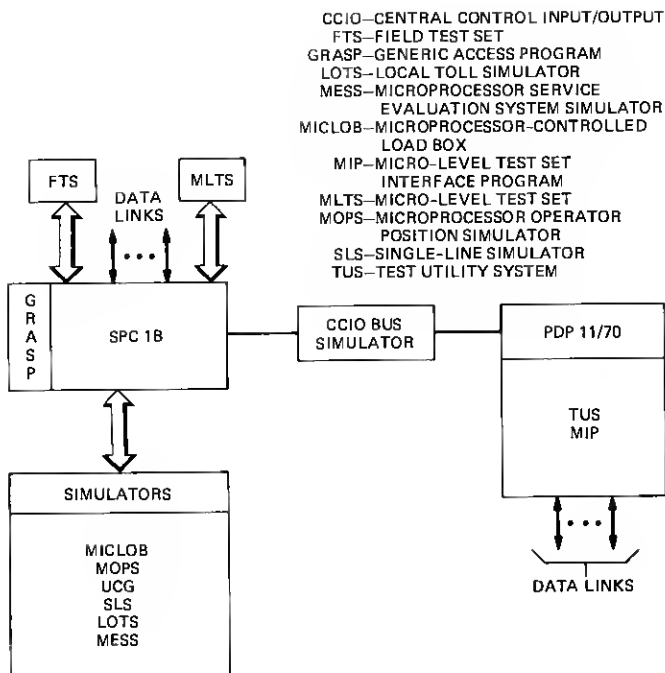 CCIO–CENTRAL CONTROL INPUT/OUTPUT
FTS–FIELD TEST SET
GRASP–GENERIC ACCESS PROGRAM
LOTS–LOCAL TOLL SIMULATOR
MESS–MICROPROCESSOR SERVICE
EVALUATION SYSTEM SIMULATOR
MICLOB–MICROPROCESSOR-CONTROLLED
LOAD BOX
MIP–MICRO-LEVEL TEST SET
INTERFACE PROGRAM
MLTS–MICRO-LEVEL TEST SET
MOPS–MICROPROCESSOR OPERATOR
POSITION SIMULATOR
SLS–SINGLE-LINE SIMULATOR
TUS–TEST UTILITY SYSTEM
FTS
DATA
LINKS
MLTS
GRASP
SPC 1B
CCIO BUS
SIMULATOR
PDP 11/70
TUS
MIP
DATA LINKS
SIMULATORS
MICLOB
MOPS
UCG
SLS
LOTS
MESS